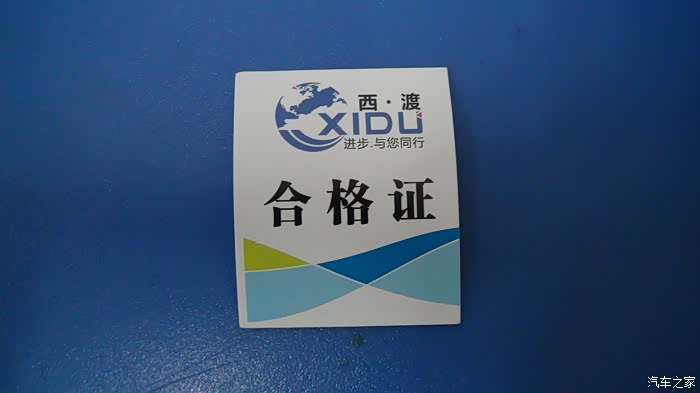 西·渡
XIDU
进步.与您同行
合格证
汽车之家